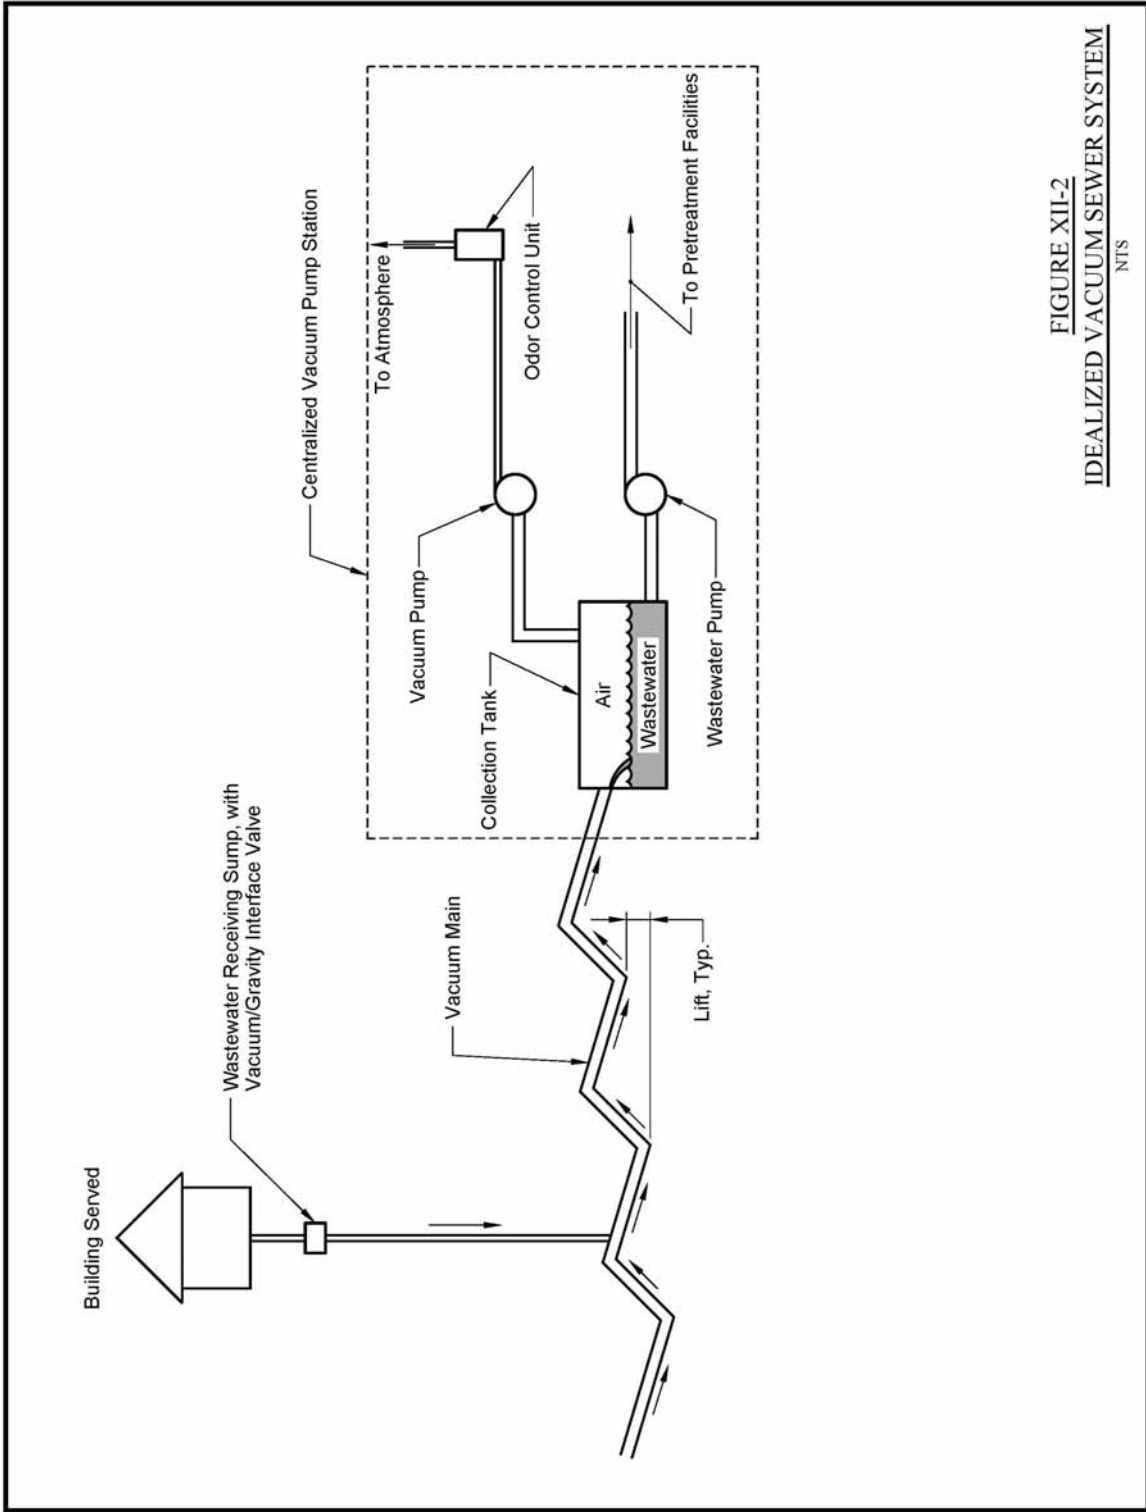 Building Served
Wastewater Receiving Sump, with
Vacuum/Gravity Interface Valve
Centralized Vacuum Pump Station
To Atmosphere
Vacuum Pump
Odor Control Unit
Vacuum Main
Collection Tank
Air
Wastewater
To Pretreatment Facilities
Lift, Typ.
Wastewater Pump
FIGURE XII-2
IDEALIZED VACUUM SEWER SYSTEM
NTS